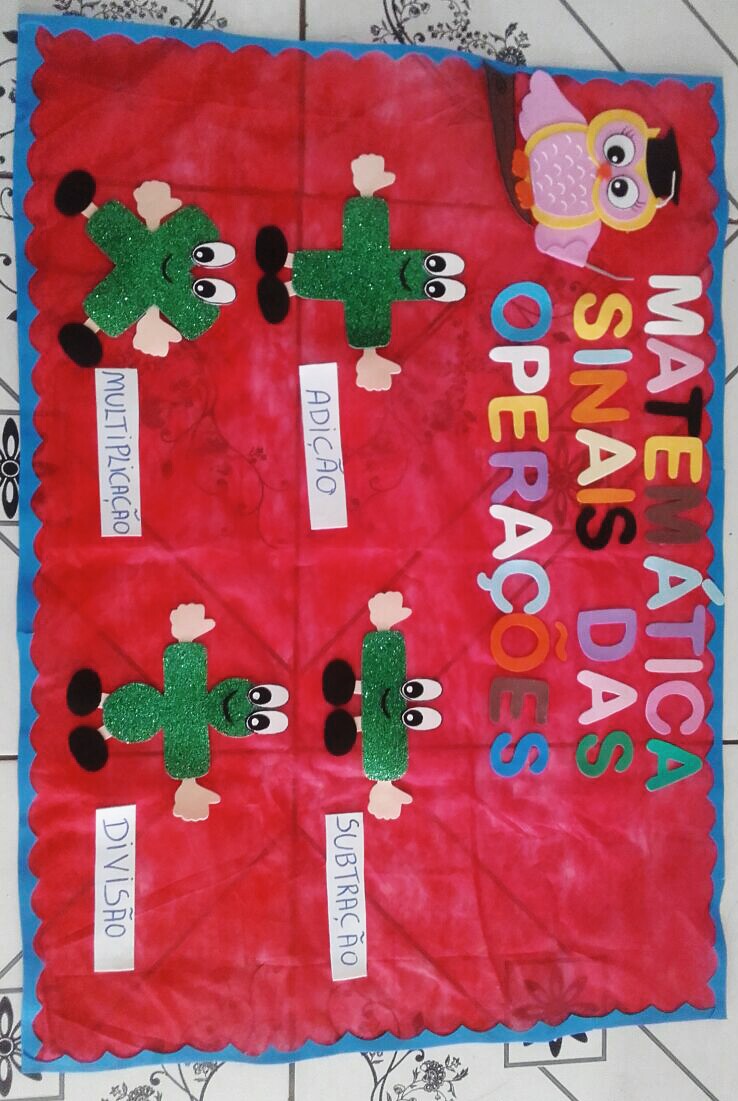 MATEMÁTICA
SINAIS DAS
OPERAÇÕES
ADIÇÃO
SUBTRAÇÃO
MULTIPLICAÇÃO
DIVISÃO